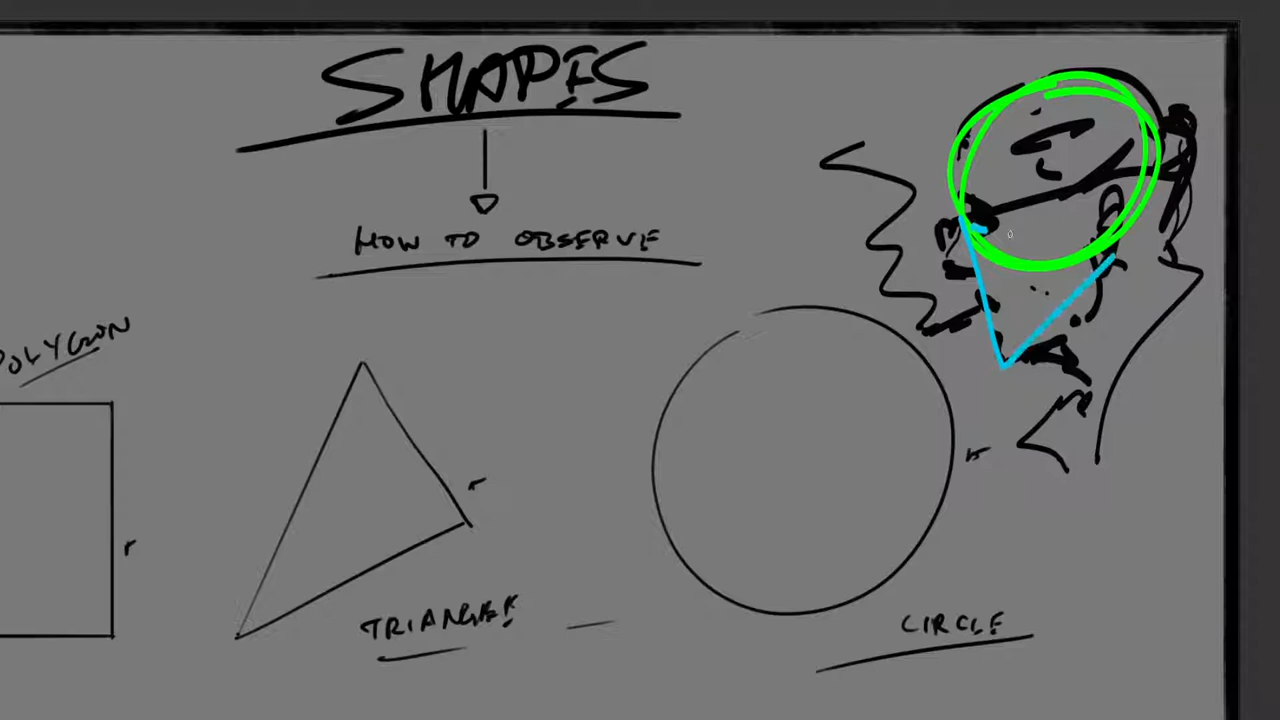 SHAPES
HOW TO OBSERVE
POLYGON
TRIANGLE
CIRCLE